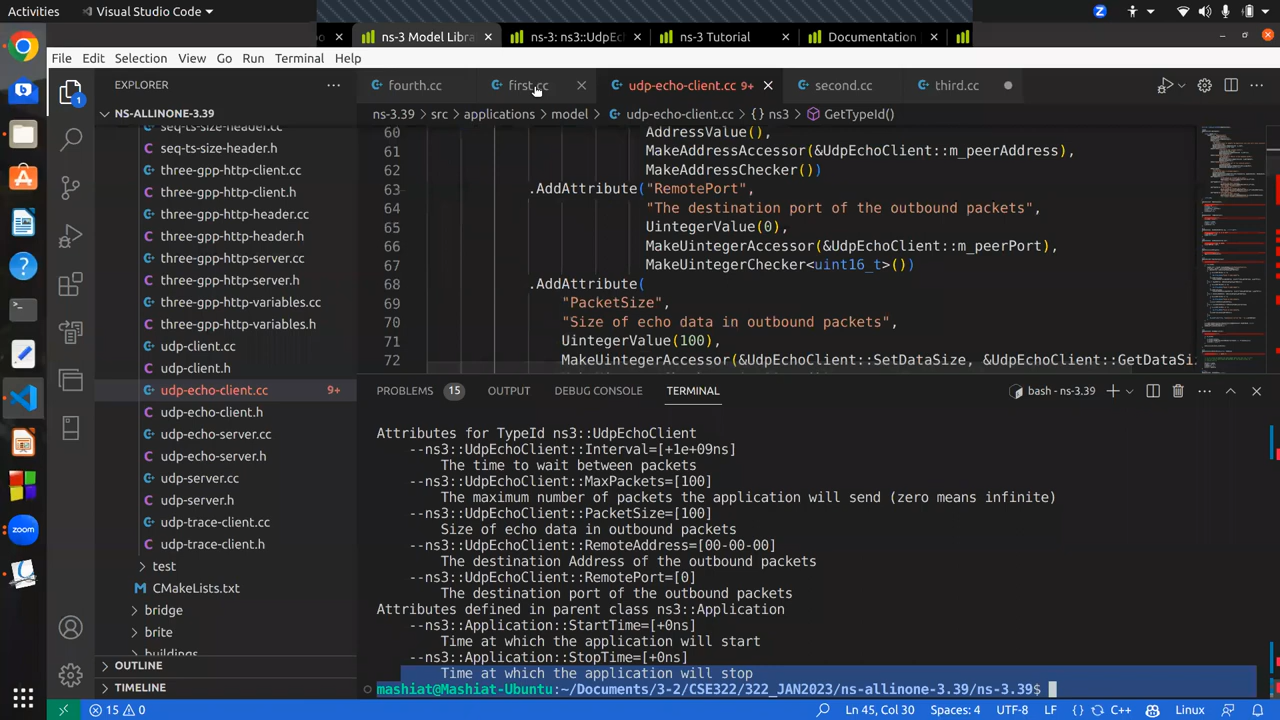 Activities
Visual Studio Code
ns-3 Model Libra
ns-3: ns3::UdpEc
ns-3 Tutorial
Documentation
File Edit Selection View Go Run Terminal Help
EXPLORER
fourth.cc
first.cc
udp-echo-client.cc 9+
second.cc
third.cc
NS-ALLINONE-3.39
ns-3.39 > src > applications > model > udp-echo-client.cc > {} ns3 > GetTypeId()
seq-ts-size-header.cc
seq-ts-size-header.h
three-gpp-http-client.cc
three-gpp-http-client.h
three-gpp-http-header.cc
three-gpp-http-header.h
three-gpp-http-server.cc
three-gpp-http-server.h
three-gpp-http-variables.cc
three-gpp-http-variables.h
udp-client.cc
udp-client.h
udp-echo-client.cc 9+
udp-echo-client.h
udp-echo-server.cc
udp-echo-server.h
udp-server.cc
udp-server.h
udp-trace-client.cc
udp-trace-client.h
test
CMakeLists.txt
bridge
brite
buildings
OUTLINE
TIMELINE
60 AddressValue(),
61 MakeAddressAccessor(&UdpEchoClient::m_peerAddress),
62 MakeAddressChecker())
63 .AddAttribute("RemotePort",
64 "The destination port of the outbound packets",
65 UintegerValue(0),
66 MakeUintegerAccessor(&UdpEchoClient::m_peerPort),
67 MakeUintegerChecker<uint16_t>())
68 .AddAttribute(
69 "PacketSize",
70 "Size of echo data in outbound packets",
71 UintegerValue(100),
72 MakeUintegerAccessor(&UdpEchoClient::SetDataSize, &UdpEchoClient::GetDataSi
PROBLEMS 15 OUTPUT DEBUG CONSOLE TERMINAL
bash - ns-3.39
Attributes for TypeId ns3::UdpEchoClient
--ns3::UdpEchoClient::Interval=[+1e+09ns]
The time to wait between packets
--ns3::UdpEchoClient::MaxPackets=[100]
The maximum number of packets the application will send (zero means infinite)
--ns3::UdpEchoClient::PacketSize=[100]
Size of echo data in outbound packets
--ns3::UdpEchoClient::RemoteAddress=[00-00-00]
The destination Address of the outbound packets
--ns3::UdpEchoClient::RemotePort=[0]
The destination port of the outbound packets
Attributes defined in parent class ns3::Application
--ns3::Application::StartTime=[+0ns]
Time at which the application will start
--ns3::Application::StopTime=[+0ns]
Time at which the application will stop
mashiat@Mashiat-Ubuntu:~/Documents/3-2/CSE322/322_JAN2023/ns-allinone-3.39/ns-3.39$
1
zoom
15 0
Ln 45, Col 30 Spaces: 4 UTF-8 LF {} C++ Linux